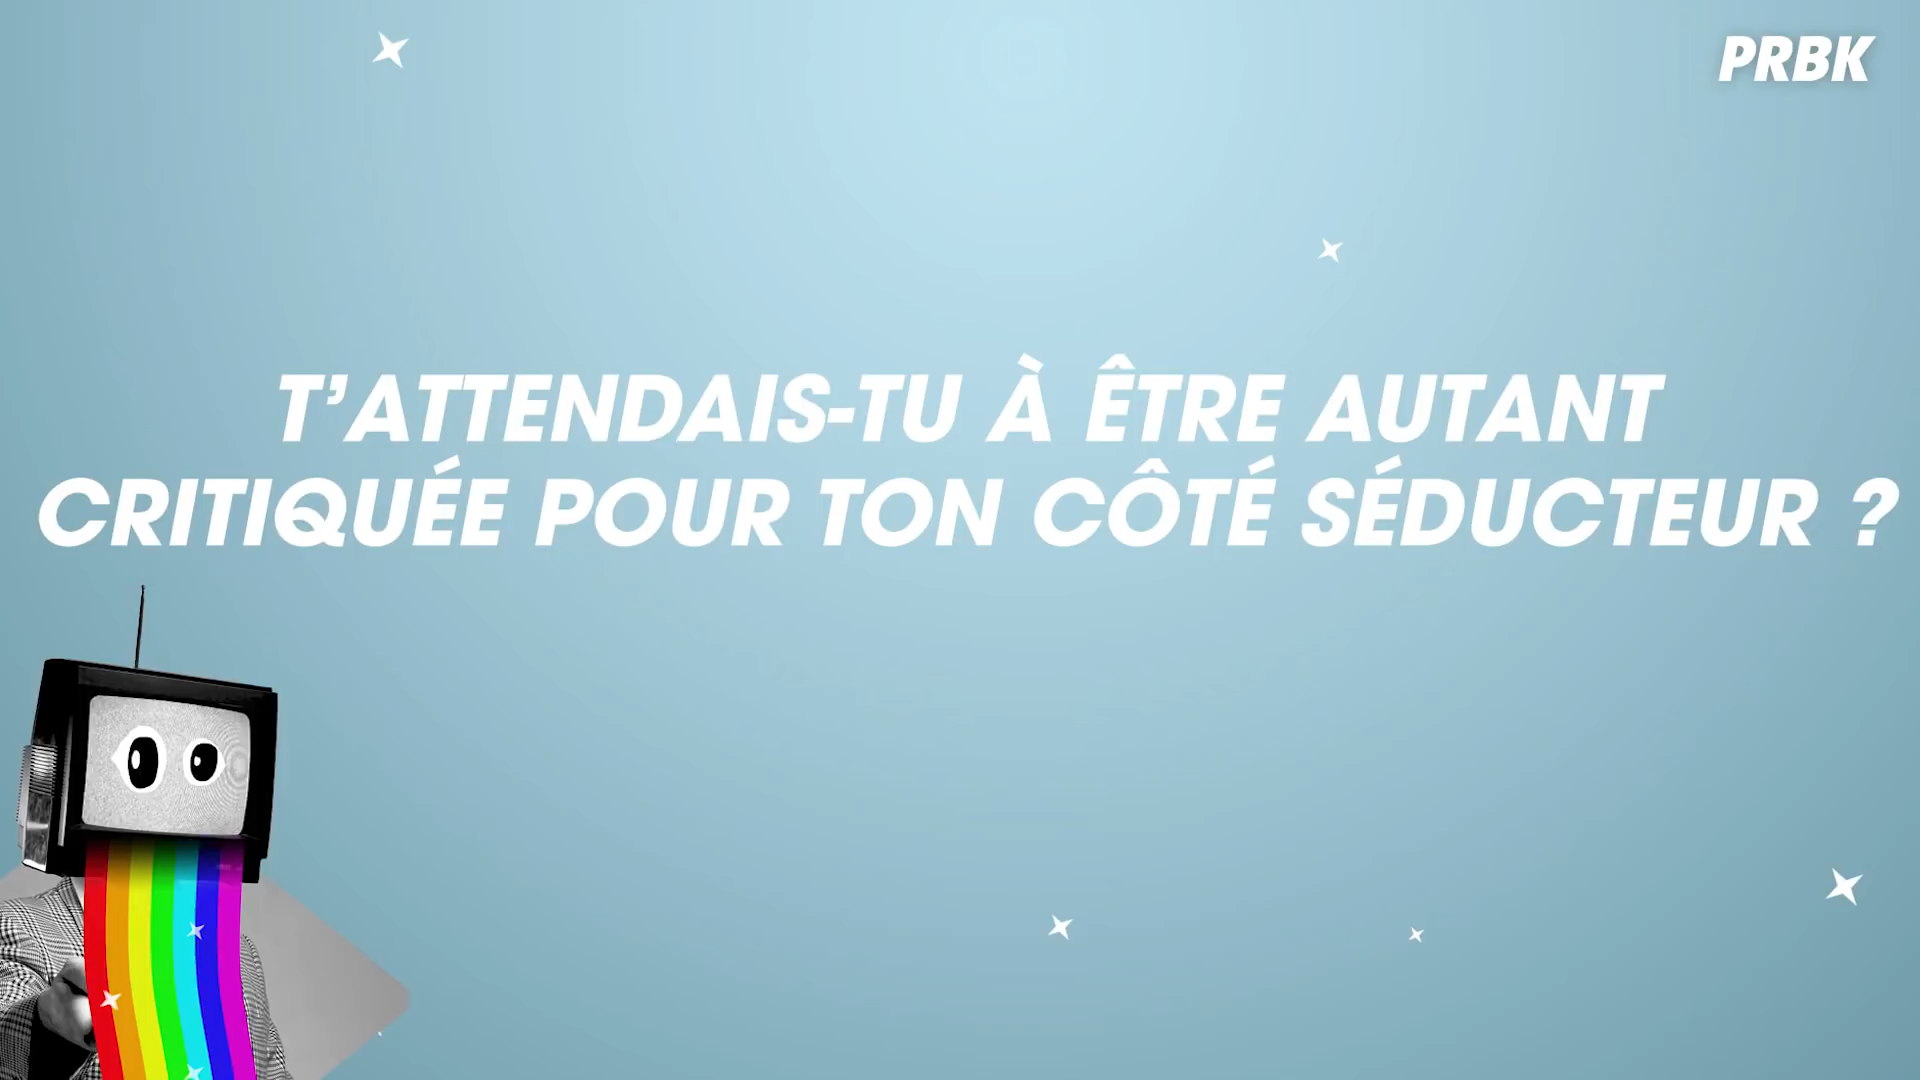 PRBK
T’ATTENDAIS-TU À ÊTRE AUTANT
CRITIQUÉE POUR TON CÔTÉ SÉDUCTEUR ?